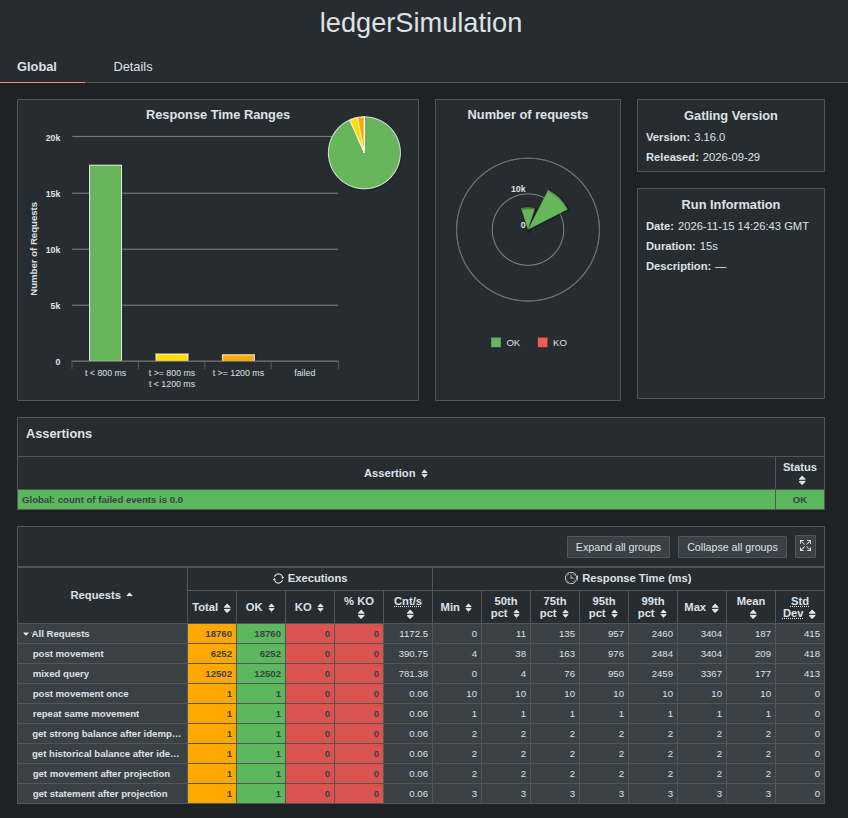 ledgerSimulation
Global Details
Response Time Ranges
20k
15k
10k
5k
0
Number of Requests
t < 800 ms
t >= 800 ms
t < 1200 ms
t >= 1200 ms
failed
Number of requests
10k
0
OK KO
Gatling Version
Version: 3.16.0
Released: 2026-09-29
Run Information
Date: 2026-11-15 14:26:43 GMT
Duration: 15s
Description: —
Assertions
Assertion Status
Global: count of failed events is 0.0 OK
Expand all groups Collapse all groups
Requests Executions Response Time (ms)
Total OK KO % KO Cnt/s Min 50th pct 75th pct 95th pct 99th pct Max Mean Std Dev
All Requests 18760 18760 0 0 1172.5 0 11 135 957 2460 3404 187 415
post movement 6252 6252 0 0 390.75 4 38 163 976 2484 3404 209 418
mixed query 12502 12502 0 0 781.38 0 4 76 950 2459 3367 177 413
post movement once 1 1 0 0 0.06 10 10 10 10 10 10 10 0
repeat same movement 1 1 0 0 0.06 1 1 1 1 1 1 1 0
get strong balance after idemp... 1 1 0 0 0.06 2 2 2 2 2 2 2 0
get historical balance after ide... 1 1 0 0 0.06 2 2 2 2 2 2 2 0
get movement after projection 1 1 0 0 0.06 2 2 2 2 2 2 2 0
get statement after projection 1 1 0 0 0.06 3 3 3 3 3 3 3 0